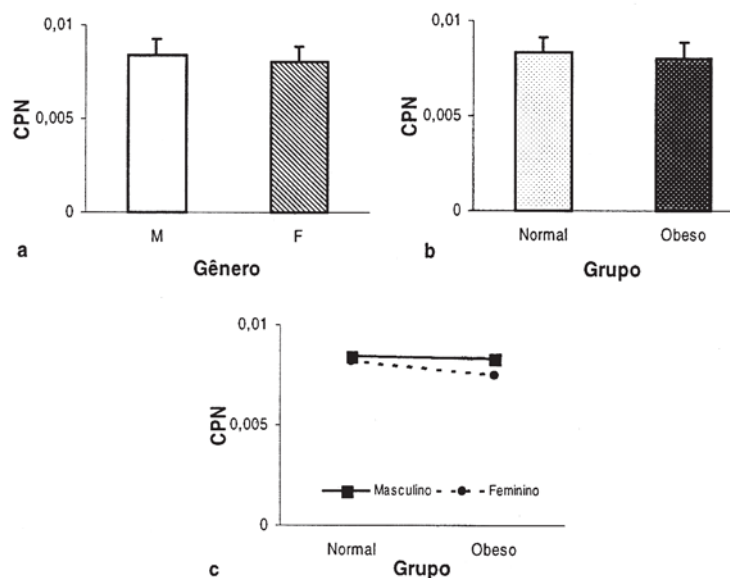 0,01
CPN
0,005
0
M F
a
Gênero
0,01
CPN
0,005
0
Normal Obeso
b
Grupo
0,01
CPN
0,005
Masculino Feminino
0
Normal Obeso
c
Grupo